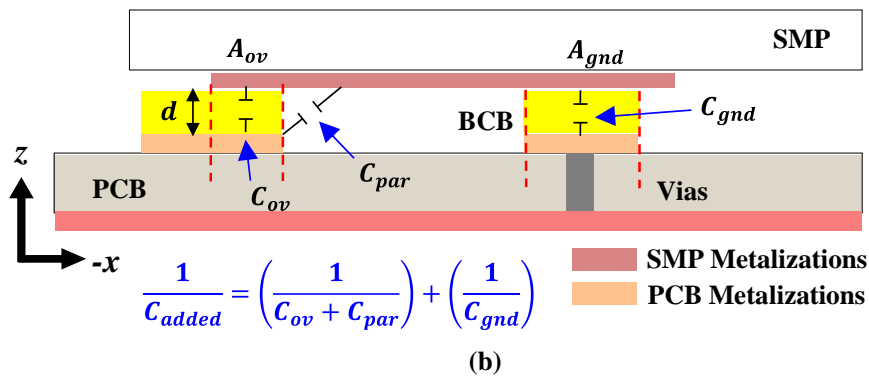 SMP
A_ov
A_gnd
d
BCB
C_gnd
C_par
C_ov
z
PCB
Vias
-x
1/C_added = (1/(C_ov + C_par)) + (1/C_gnd)
SMP Metalizations
PCB Metalizations
(b)